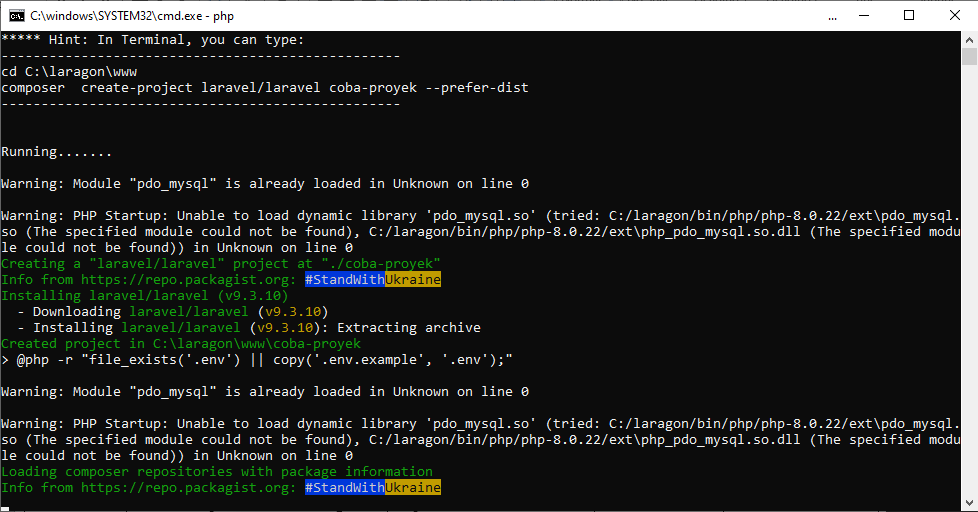 C:\windows\SYSTEM32\cmd.exe - php
...
***** Hint: In Terminal, you can type:
--------------------------------------------------
cd C:\laragon\www
composer  create-project laravel/laravel coba-proyek --prefer-dist
--------------------------------------------------
Running.......
Warning: Module "pdo_mysql" is already loaded in Unknown on line 0
Warning: PHP Startup: Unable to load dynamic library 'pdo_mysql.so' (tried: C:/laragon/bin/php/php-8.0.22/ext\pdo_mysql.
so (The specified module could not be found), C:/laragon/bin/php/php-8.0.22/ext\php_pdo_mysql.so.dll (The specified modu
le could not be found)) in Unknown on line 0
Creating a "laravel/laravel" project at "./coba-proyek"
Info from https://repo.packagist.org: #StandWithUkraine
Installing laravel/laravel (v9.3.10)
  - Downloading laravel/laravel (v9.3.10)
  - Installing laravel/laravel (v9.3.10): Extracting archive
Created project in C:\laragon\www\coba-proyek
> @php -r "file_exists('.env') || copy('.env.example', '.env');"
Warning: Module "pdo_mysql" is already loaded in Unknown on line 0
Warning: PHP Startup: Unable to load dynamic library 'pdo_mysql.so' (tried: C:/laragon/bin/php/php-8.0.22/ext\pdo_mysql.
so (The specified module could not be found), C:/laragon/bin/php/php-8.0.22/ext\php_pdo_mysql.so.dll (The specified modu
le could not be found)) in Unknown on line 0
Loading composer repositories with package information
Info from https://repo.packagist.org: #StandWithUkraine